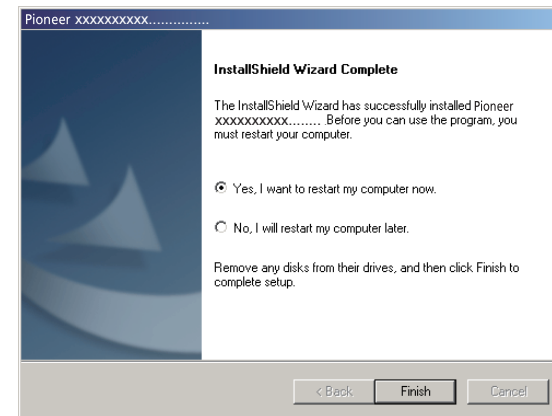 Pioneer xxxxxxxxxx...............
InstallShield Wizard Complete
The InstallShield Wizard has successfully installed Pioneer
xxxxxxxxxx........ .Before you can use the program, you
must restart your computer.
Yes, I want to restart my computer now.
No, I will restart my computer later.
Remove any disks from their drives, and then click Finish to
complete setup.
< Back
Finish
Cancel